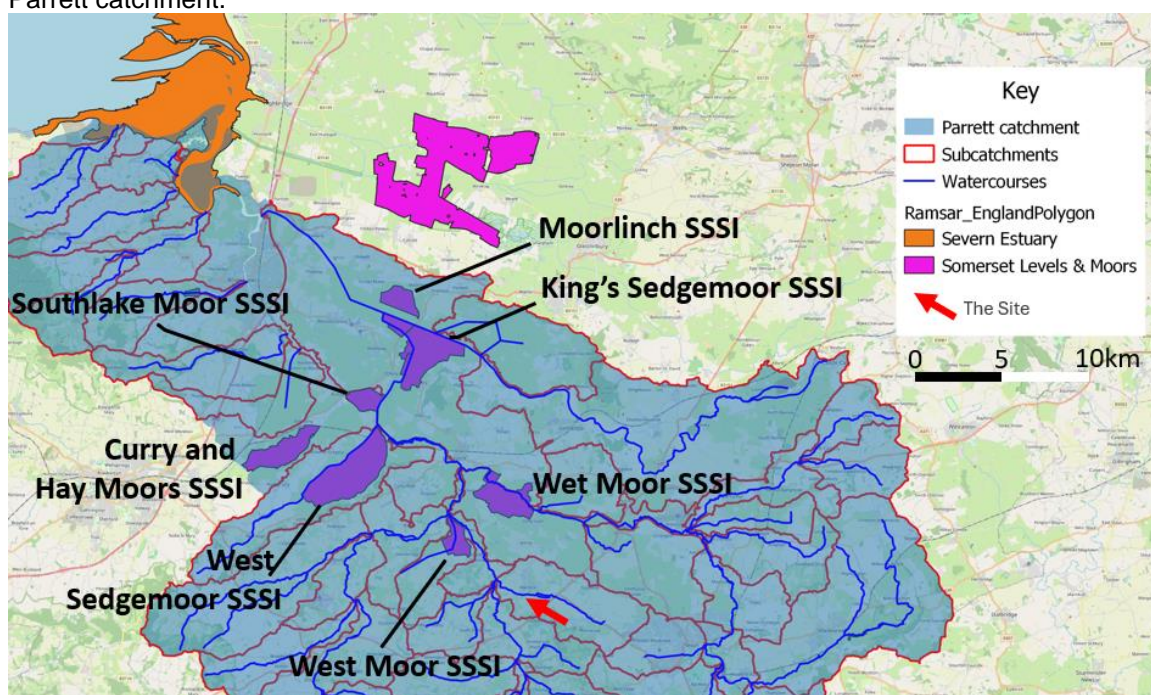 Parrett catchment.
Key
Parrett catchment
Subcatchments
Watercourses
Ramsar_EnglandPolygon
Severn Estuary
Somerset Levels & Moors
The Site
0 5 10km
Moorlinch SSSI
King's Sedgemoor SSSI
Southlake Moor SSSI
Curry and
Hay Moors SSSI
Wet Moor SSSI
West
Sedgemoor SSSI
West Moor SSSI